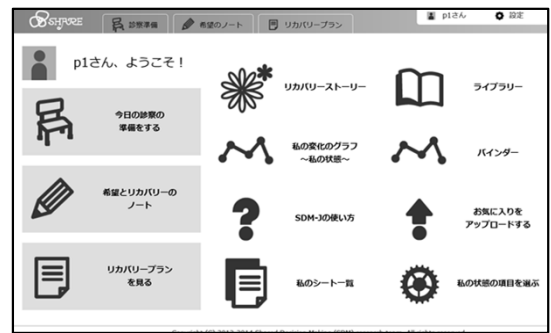 SHARE
診察準備
希望のノート
リカバリープラン
p1さん
設定
p1さん、ようこそ！
今日の診察の
準備をする
希望とリカバリーの
ノート
リカバリープラン
を見る
リカバリーストーリー
ライブラリー
私の変化のグラフ
～私の状態～
バインダー
SDM-Jの使い方
お気に入りを
アップロードする
私のシート一覧
私の状態の項目を選ぶ